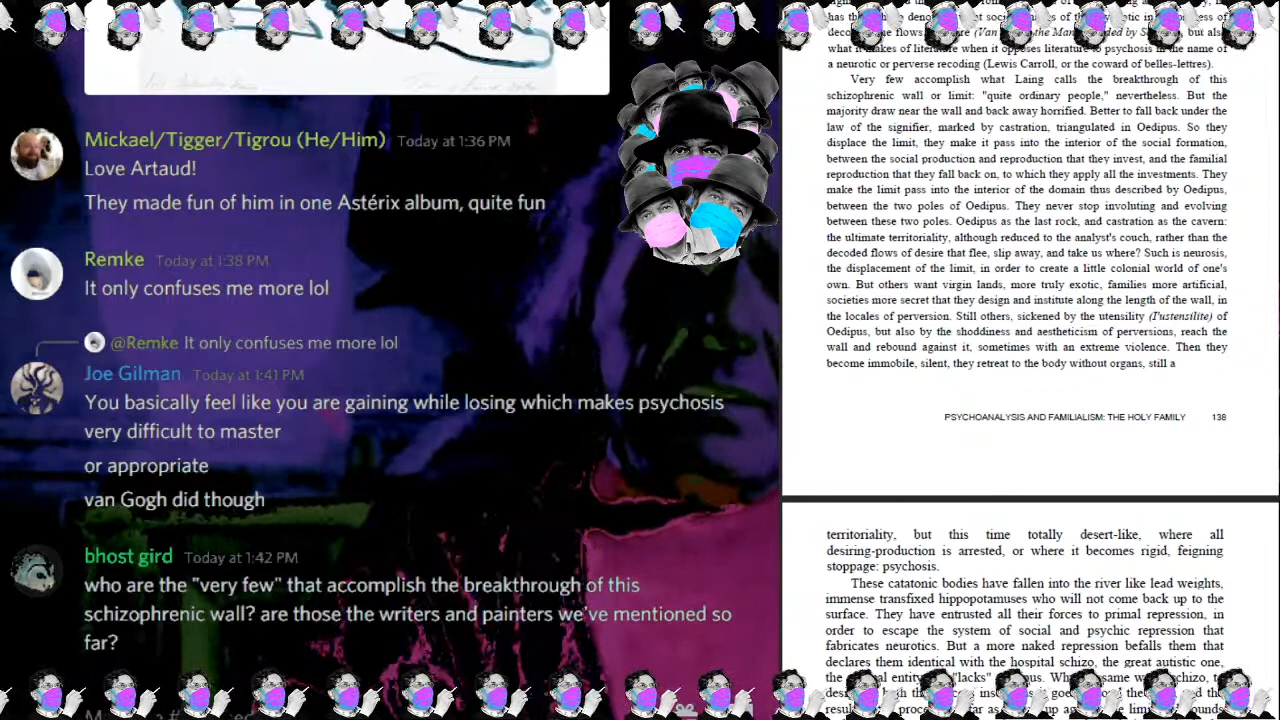 Mickael/Tigger/Tigrou (He/Him) Today at 1:36 PM
Love Artaud!
They made fun of him in one Astérix album, quite fun
Remke Today at 1:38 PM
It only confuses me more lol
@Remke It only confuses me more lol
Joe Gilman Today at 1:41 PM
You basically feel like you are gaining while losing which makes psychosis
very difficult to master
or appropriate
van Gogh did though
bhost gird Today at 1:42 PM
who are the "very few" that accomplish the breakthrough of this
schizophrenic wall? are those the writers and painters we've mentioned so
far?
what it makes of literature when it opposes literature to psychosis in the name of
a neurotic or perverse recoding (Lewis Carroll, or the coward of belles-lettres).
Very few accomplish what Laing calls the breakthrough of this
schizophrenic wall or limit: "quite ordinary people," nevertheless. But the
majority draw near the wall and back away horrified. Better to fall back under the
law of the signifier, marked by castration, triangulated in Oedipus. So they
displace the limit, they make it pass into the interior of the social formation,
between the social production and reproduction that they invest, and the familial
reproduction that they fall back on, to which they apply all the investments. They
make the limit pass into the interior of the domain thus described by Oedipus,
between the two poles of Oedipus. They never stop involuting and evolving
between these two poles. Oedipus as the last rock, and castration as the cavern:
the ultimate territoriality, although reduced to the analyst's couch, rather than the
decoded flows of desire that flee, slip away, and take us where? Such is neurosis,
the displacement of the limit, in order to create a little colonial world of one's
own. But others want virgin lands, more truly exotic, families more artificial,
societies more secret that they design and institute along the length of the wall, in
the locales of perversion. Still others, sickened by the utensility (l'ustensilite) of
Oedipus, but also by the shoddiness and aestheticism of perversions, reach the
wall and rebound against it, sometimes with an extreme violence. Then they
become immobile, silent, they retreat to the body without organs, still a
PSYCHOANALYSIS AND FAMILIALISM: THE HOLY FAMILY 138
territoriality, but this time totally desert-like, where all
desiring-production is arrested, or where it becomes rigid, feigning
stoppage: psychosis.
These catatonic bodies have fallen into the river like lead weights,
immense transfixed hippopotamuses who will not come back up to the
surface. They have entrusted all their forces to primal repression, in
order to escape the system of social and psychic repression that
fabricates neurotics. But a more naked repression befalls them that
declares them identical with the hospital schizo, the great autistic one,